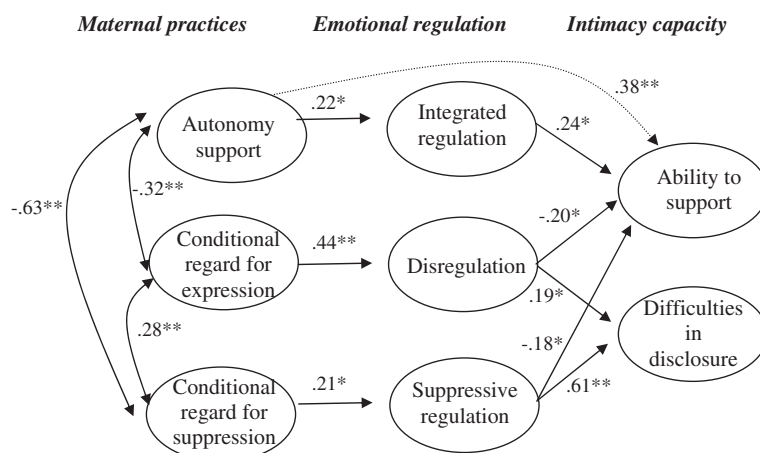 Maternal practices Emotional regulation Intimacy capacity
.38**
.22*
Autonomy
support
Integrated
regulation
.24*
Ability to
support
-.32**
-.63**
-.20*
Conditional
regard for
expression
.44**
Disregulation
.19*
Difficulties
in
disclosure
.28**
-.18*
.61**
Conditional
regard for
suppression
.21*
Suppressive
regulation